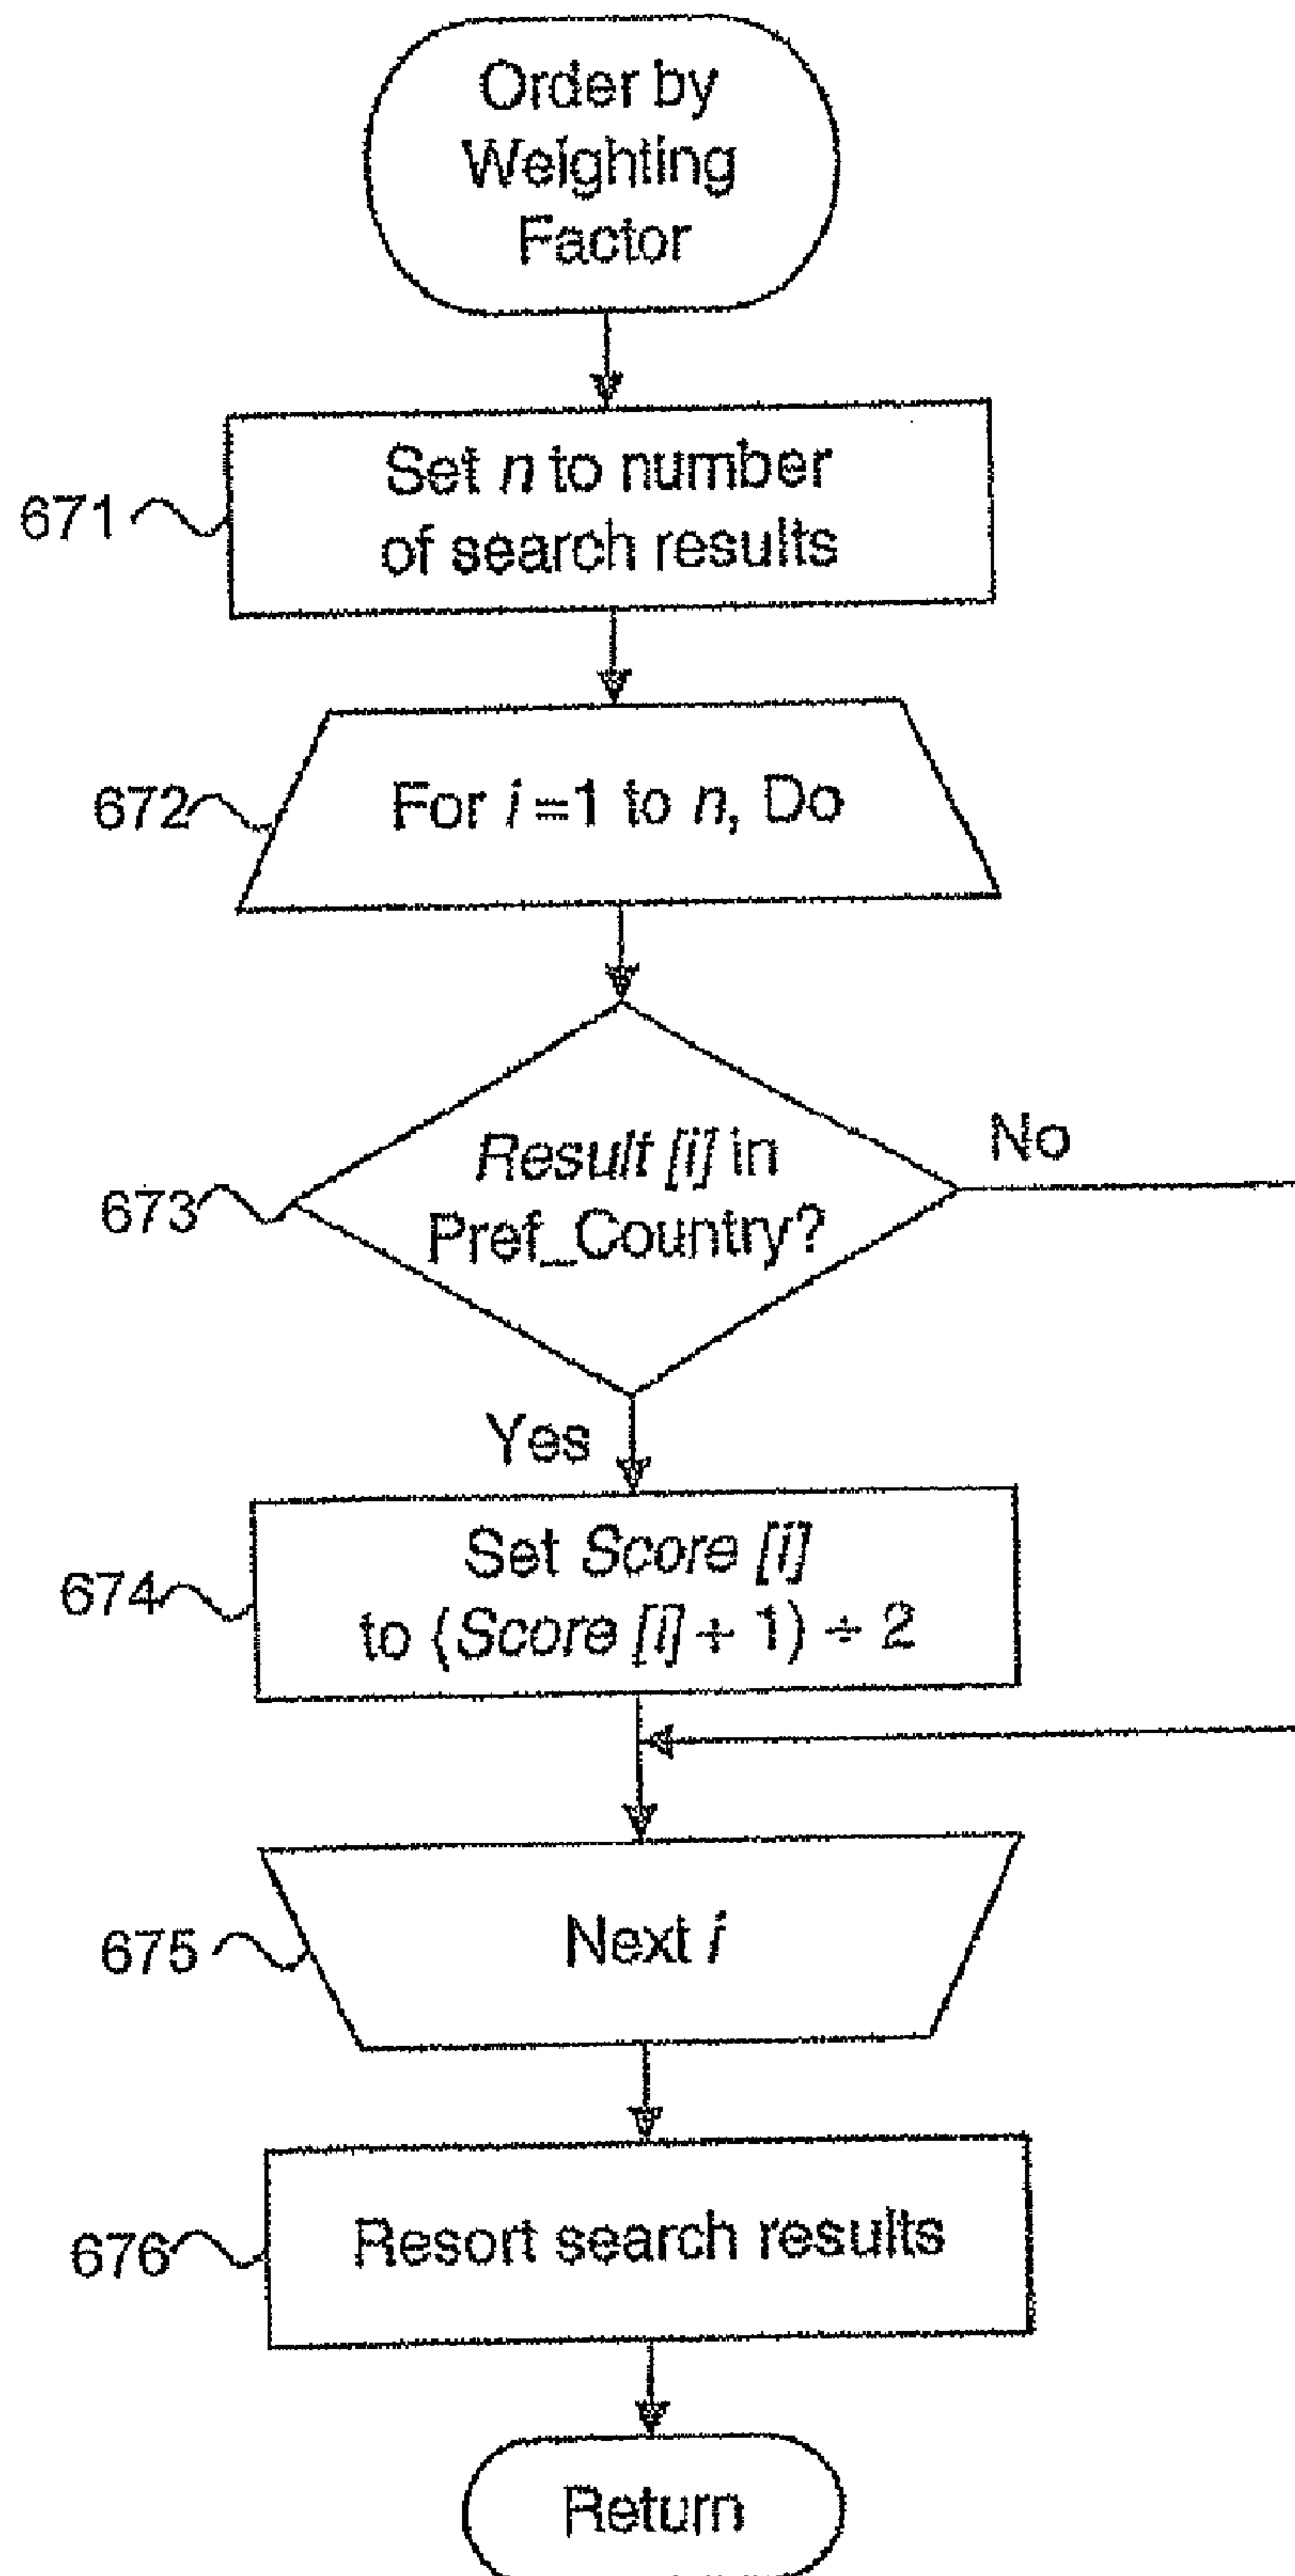 Order by
Weighting
Factor
671
Set n to number
of search results
672
For i =1 to n, Do
673
Result [i] in
Pref_Country?
No
Yes
674
Set Score [i]
to (Score [i] + 1) ÷ 2
675
Next i
676
Resort search results
Return